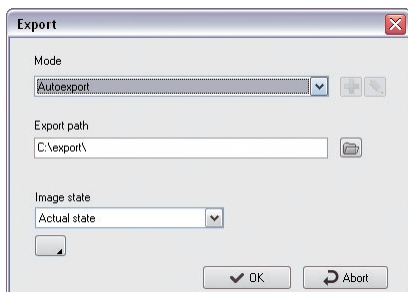 Export
Mode
Autoexport
Export path
C:\export\
Image state
Actual state
OK
Abort